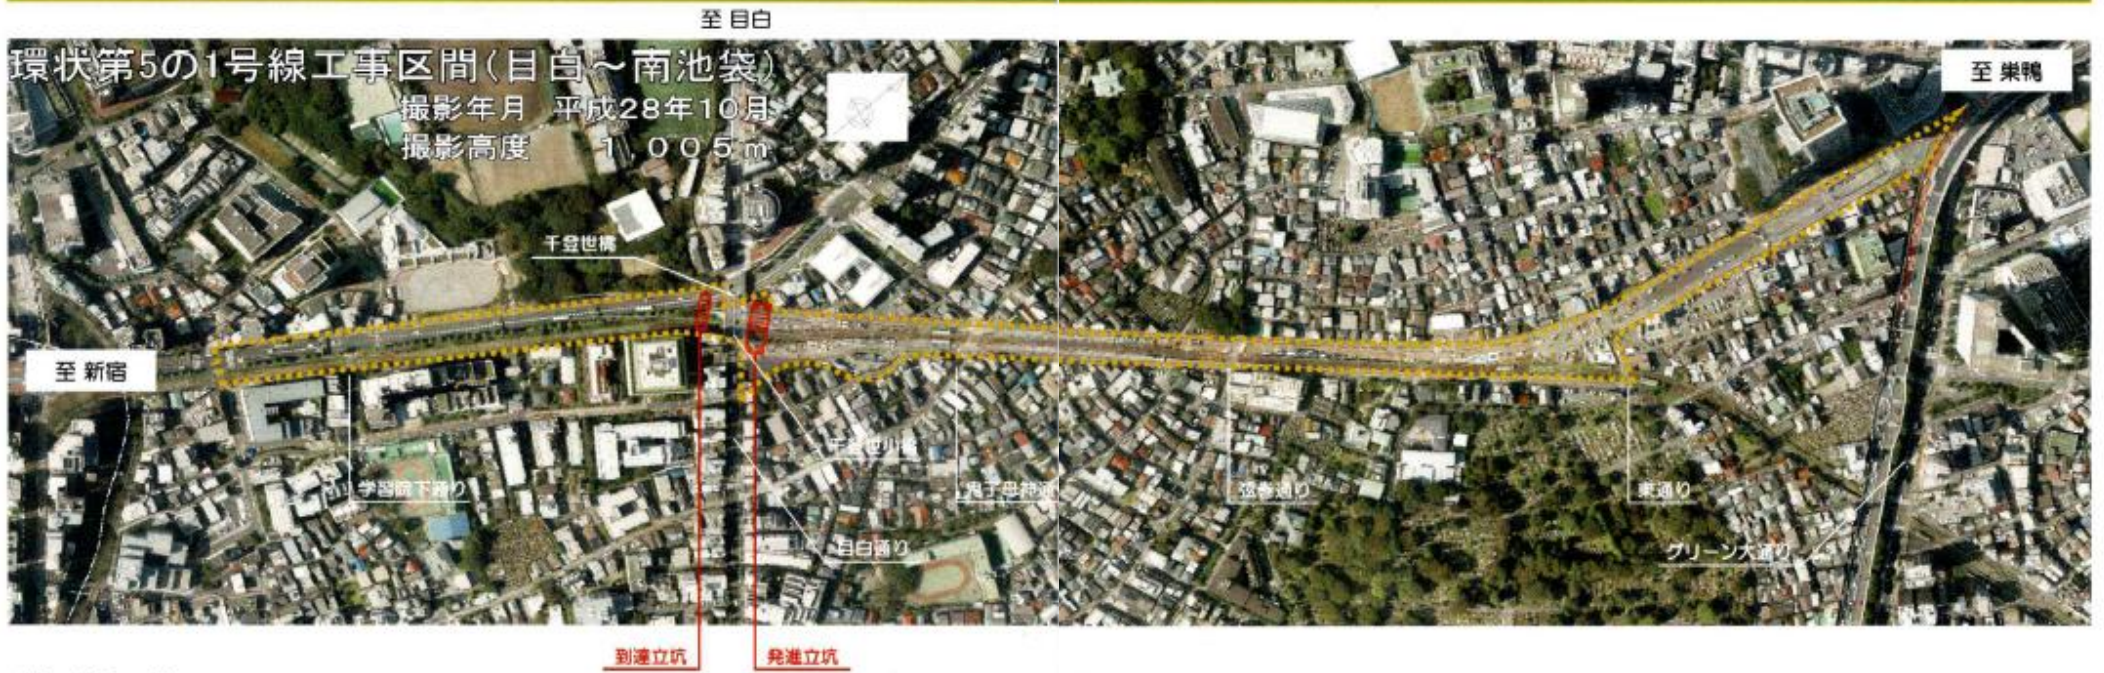 至 目白
環状第5の1号線工事区間(目白～南池袋)
撮影年月 平成28年10月
撮影高度 1,005m
至 巣鴨
千登世橋
至 新宿
千登世小橋
学習院下通り
鬼子母神通
弦巻通り
東通り
目白通り
グリーン大通り
到達立坑
発進立坑